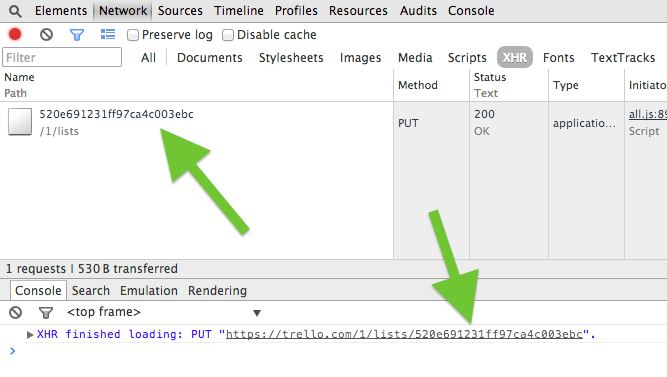 Elements Network Sources Timeline Profiles Resources Audits Console
Preserve log Disable cache
Filter All Documents Stylesheets Images Media Scripts XHR Fonts TextTracks
Name Method Status Type Initiato
Path Text
520e691231ff97ca4c003ebc PUT 200 applicatio... all.js:89
/1/lists OK Script
1 requests | 530 B transferred
Console Search Emulation Rendering
<top frame> ▼
▶XHR finished loading: PUT "https://trello.com/1/lists/520e691231ff97ca4c003ebc".
>